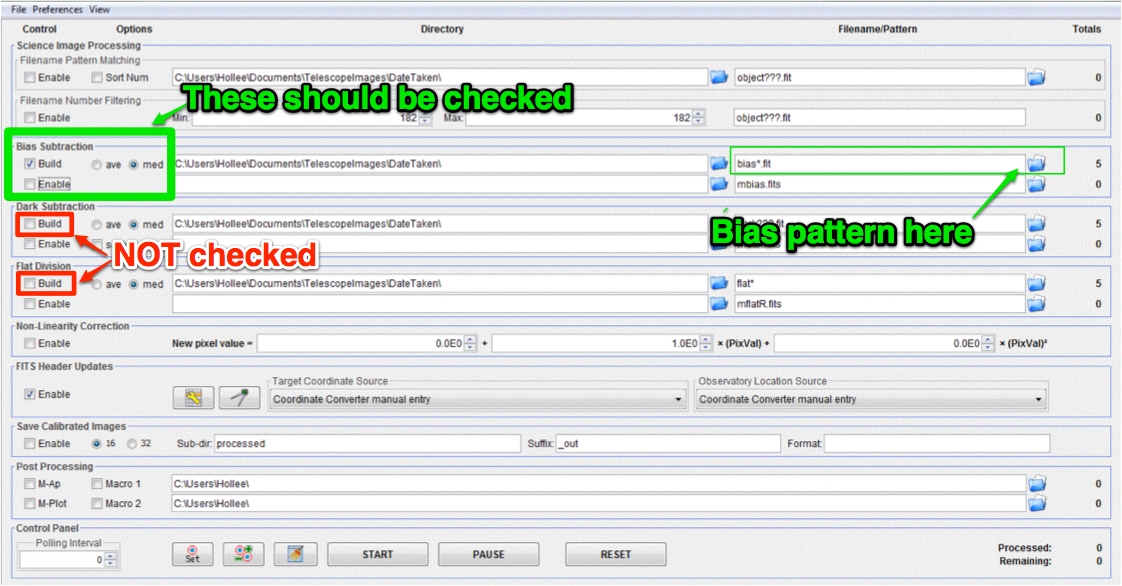 File Preferences View
Control Options Directory Filename/Pattern Totals
Science Image Processing
Filename Pattern Matching
Enable Sort Num C:\Users\Hollee\Documents\TelescopeImages\DateTaken\ object???.fit 0
These should be checked
Filename Number Filtering
Enable Min: 182 Max: 182 object???.fit 0
Bias Subtraction
Build ave med C:\Users\Hollee\Documents\TelescopeImages\DateTaken\ bias*.fit 5
Enable mbias.fits 0
Dark Subtraction
Build ave med C:\Users\Hollee\Documents\TelescopeImages\DateTaken\ 5
Bias pattern here
Enable 0
NOT checked
Flat Division
Build ave med C:\Users\Hollee\Documents\TelescopeImages\DateTaken\ flat* 5
Enable mflatR.fits 0
Non-Linearity Correction
Enable New pixel value = 0.0E0 + 1.0E0 × (PixVal) + 0.0E0 × (PixVal)²
FITS Header Updates
Target Coordinate Source Observatory Location Source
Enable Coordinate Converter manual entry Coordinate Converter manual entry
Save Calibrated Images
Enable 16 32 Sub-dir: processed Suffix: _out Format:
Post Processing
M-Ap Macro 1 C:\Users\Hollee\ 0
M-Plot Macro 2 C:\Users\Hollee\ 0
Control Panel
Polling Interval
0 Set START PAUSE RESET
Processed: 0
Remaining: 0